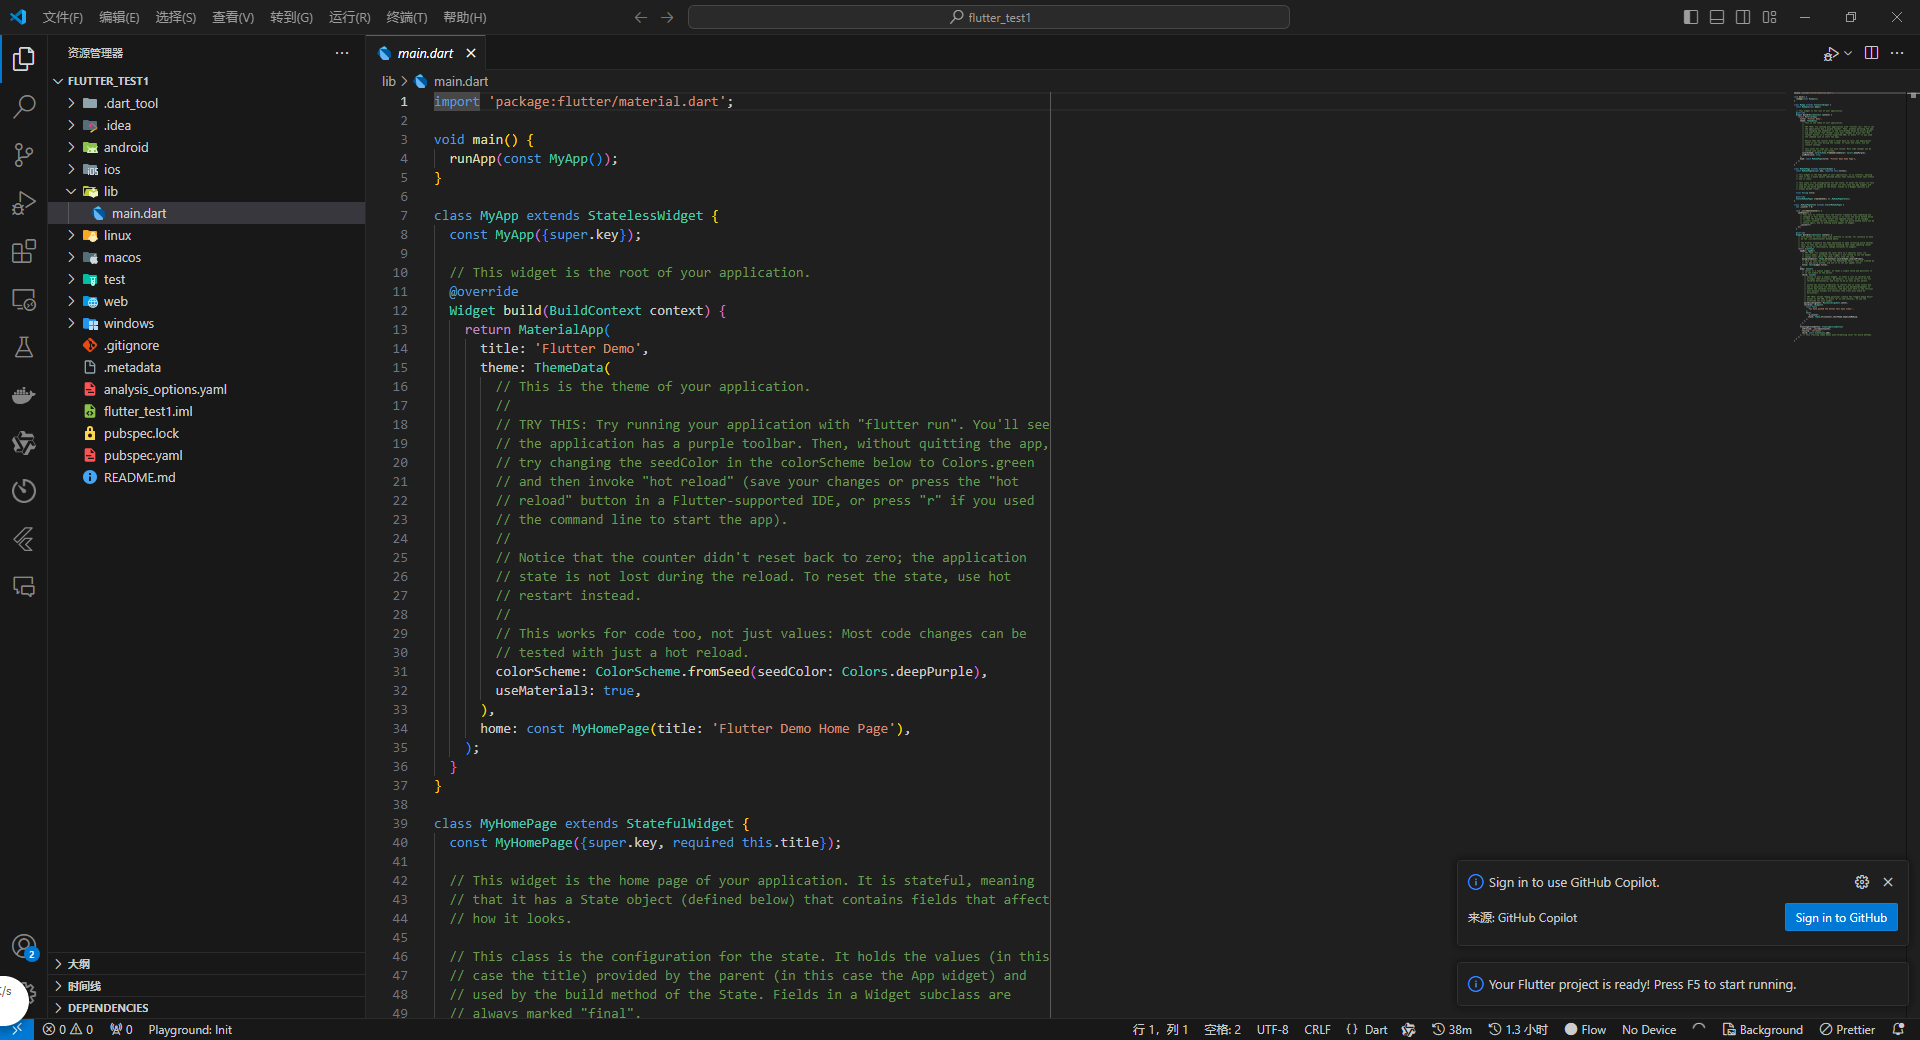 文件(F) 编辑(E) 选择(S) 查看(V) 转到(G) 运行(R) 终端(T) 帮助(H)
flutter_test1
资源管理器
FLUTTER_TEST1
.dart_tool
.idea
android
ios
lib
main.dart
linux
macos
test
web
windows
.gitignore
.metadata
analysis_options.yaml
flutter_test1.iml
pubspec.lock
pubspec.yaml
README.md
大纲
时间线
DEPENDENCIES
2
K/s
main.dart
lib > main.dart
1 import 'package:flutter/material.dart';
2
3 void main() {
4 runApp(const MyApp());
5 }
6
7 class MyApp extends StatelessWidget {
8 const MyApp({super.key});
9
10 // This widget is the root of your application.
11 @override
12 Widget build(BuildContext context) {
13 return MaterialApp(
14 title: 'Flutter Demo',
15 theme: ThemeData(
16 // This is the theme of your application.
17 //
18 // TRY THIS: Try running your application with "flutter run". You'll see
19 // the application has a purple toolbar. Then, without quitting the app,
20 // try changing the seedColor in the colorScheme below to Colors.green
21 // and then invoke "hot reload" (save your changes or press the "hot
22 // reload" button in a Flutter-supported IDE, or press "r" if you used
23 // the command line to start the app).
24 //
25 // Notice that the counter didn't reset back to zero; the application
26 // state is not lost during the reload. To reset the state, use hot
27 // restart instead.
28 //
29 // This works for code too, not just values: Most code changes can be
30 // tested with just a hot reload.
31 colorScheme: ColorScheme.fromSeed(seedColor: Colors.deepPurple),
32 useMaterial3: true,
33 ),
34 home: const MyHomePage(title: 'Flutter Demo Home Page'),
35 );
36 }
37 }
38
39 class MyHomePage extends StatefulWidget {
40 const MyHomePage({super.key, required this.title});
41
42 // This widget is the home page of your application. It is stateful, meaning
43 // that it has a State object (defined below) that contains fields that affect
44 // how it looks.
45
46 // This class is the configuration for the state. It holds the values (in this
47 // case the title) provided by the parent (in this case the App widget) and
48 // used by the build method of the State. Fields in a Widget subclass are
49 // always marked "final".
Sign in to use GitHub Copilot.
来源: GitHub Copilot
Sign in to GitHub
Your Flutter project is ready! Press F5 to start running.
0 0 0 Playground: Init
行 1, 列 1 空格: 2 UTF-8 CRLF {} Dart 38m 1.3 小时 Flow No Device Background Prettier